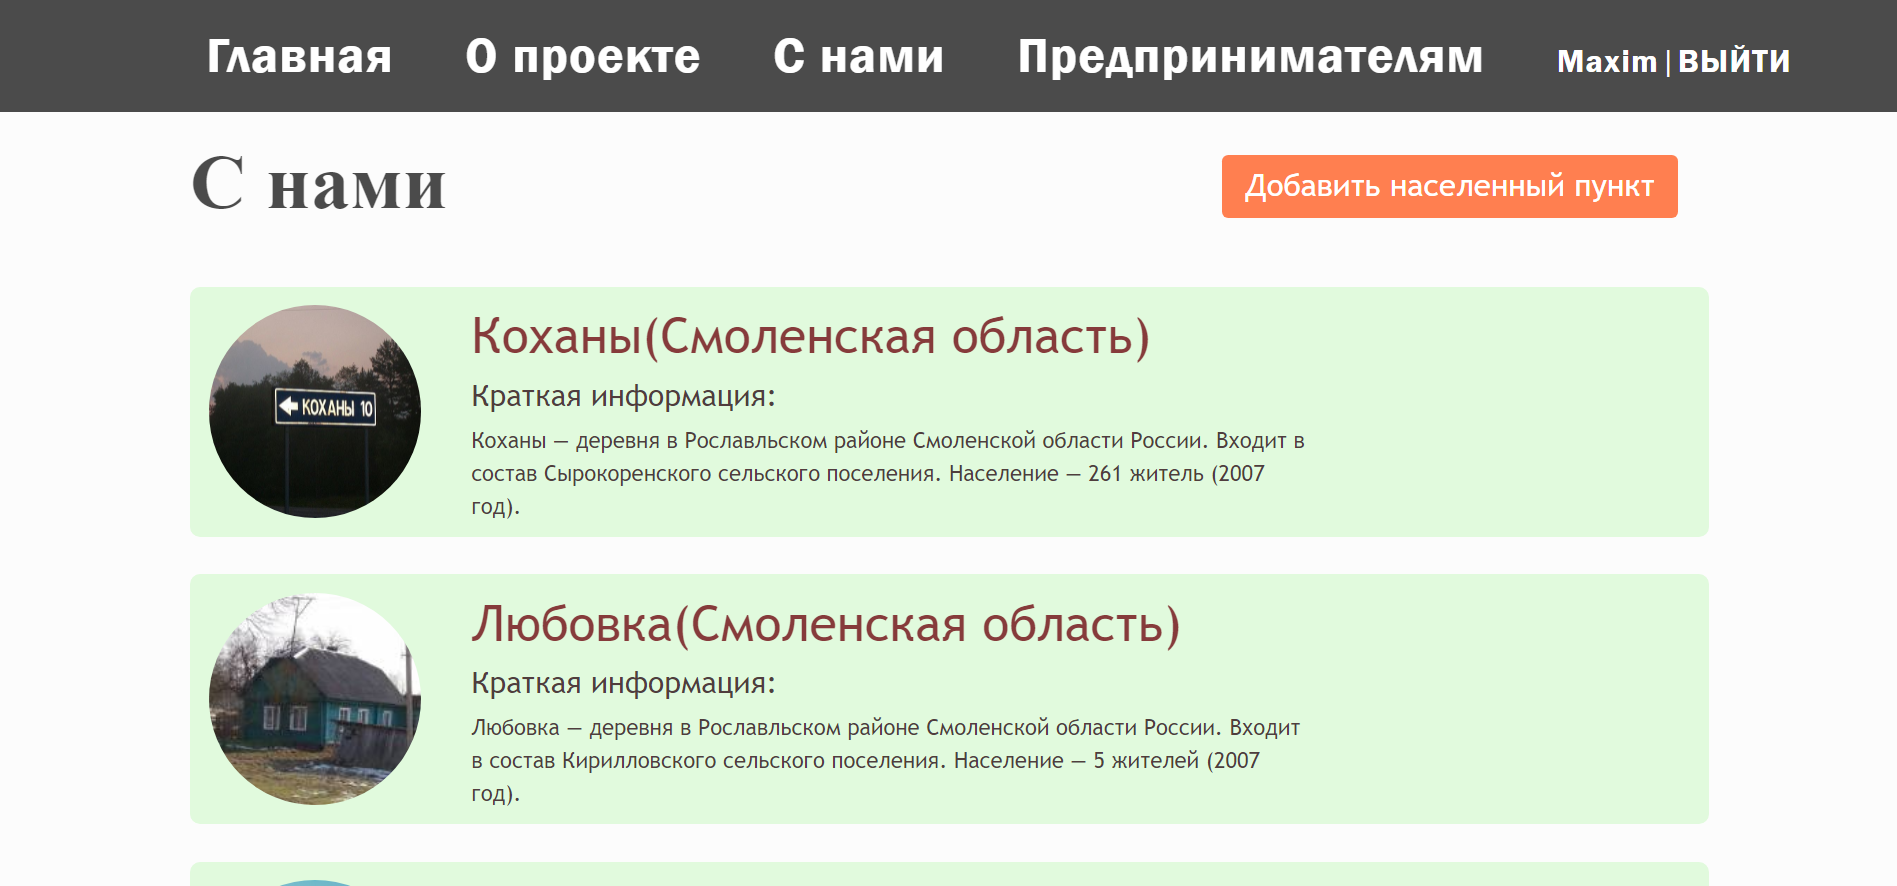 Главная О проекте С нами Предпринимателям Maxim | ВЫЙТИ
С нами
Добавить населенный пункт
КОХАНЫ 10
Коханы(Смоленская область)
Краткая информация:
Коханы — деревня в Рославльском районе Смоленской области России. Входит в
состав Сырокоренского сельского поселения. Население — 261 житель (2007
год).
Любовка(Смоленская область)
Краткая информация:
Любовка — деревня в Рославльском районе Смоленской области России. Входит
в состав Кирилловского сельского поселения. Население — 5 жителей (2007
год).